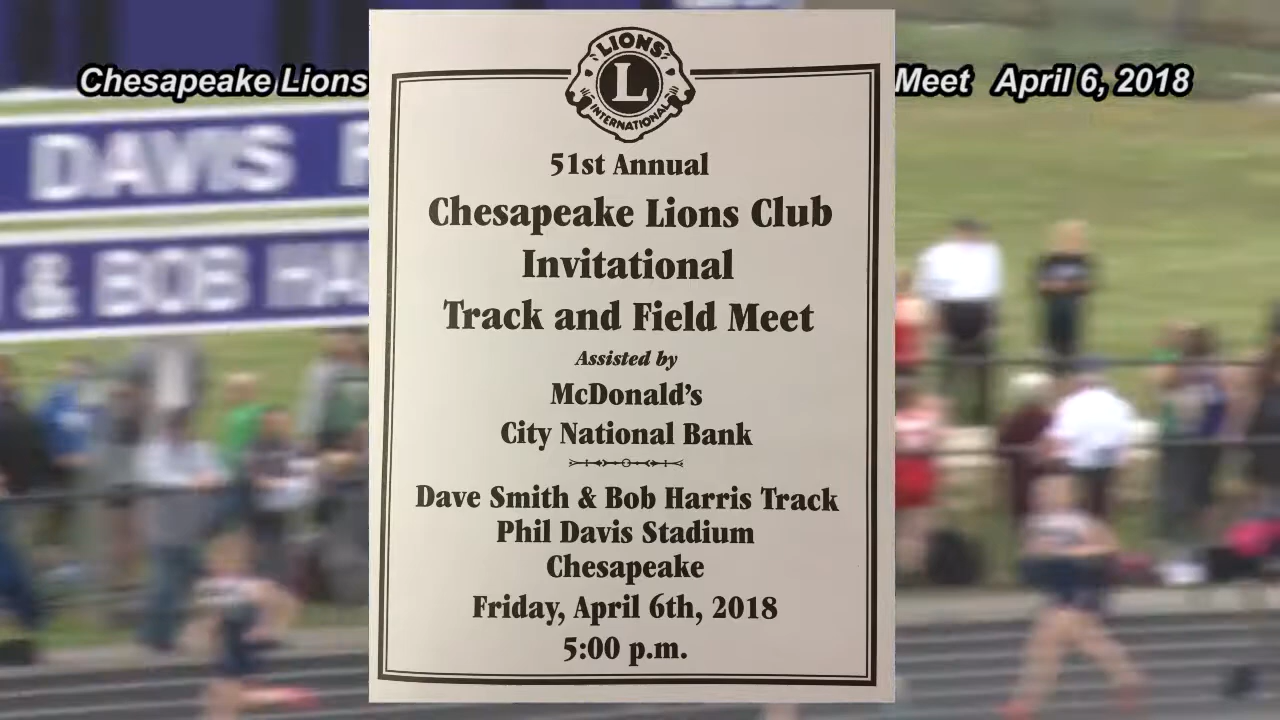 Chesapeake Lions
Meet April 6, 2018
DAVIS
& BOB HA
LIONS
L
INTERNATIONAL
51st Annual
Chesapeake Lions Club
Invitational
Track and Field Meet
Assisted by
McDonald's
City National Bank
Dave Smith & Bob Harris Track
Phil Davis Stadium
Chesapeake
Friday, April 6th, 2018
5:00 p.m.